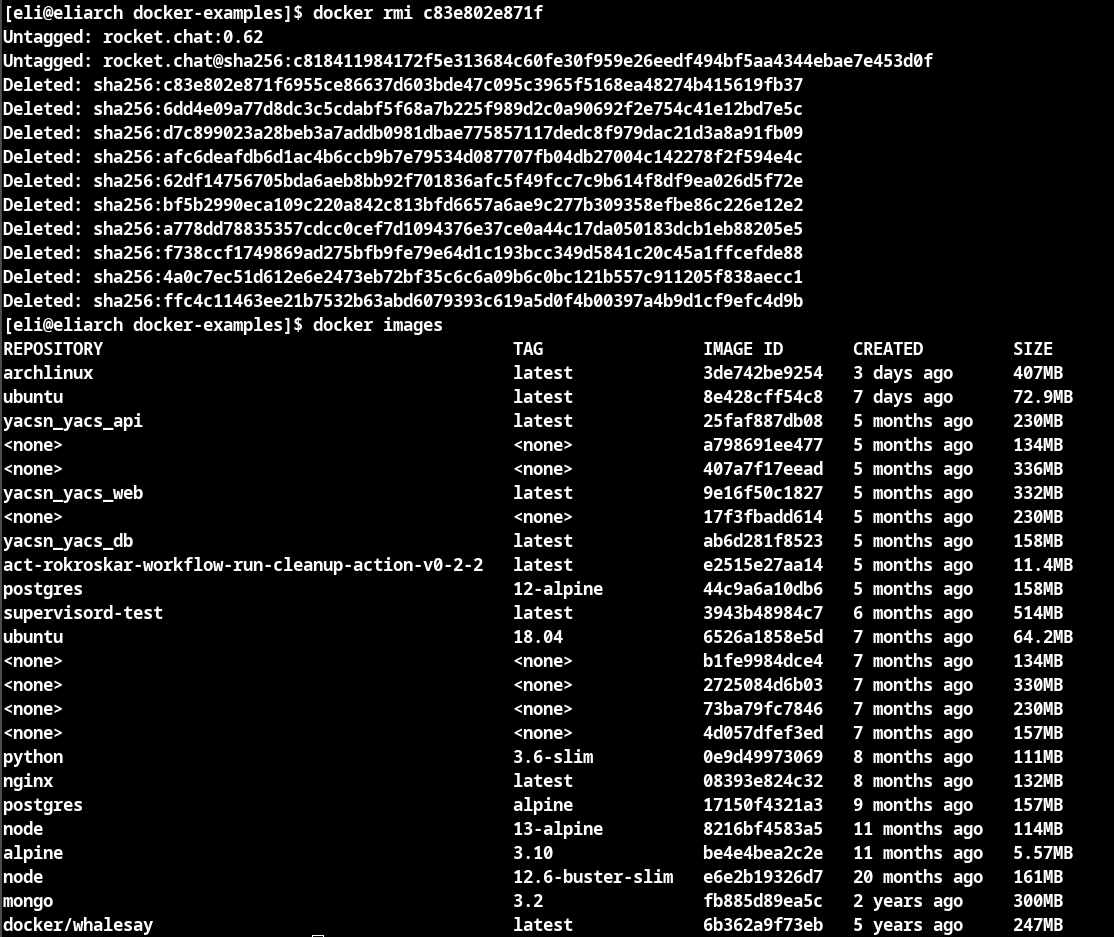 [eli@eliarch docker-examples]$ docker rmi c83e802e871f
Untagged: rocket.chat:0.62
Untagged: rocket.chat@sha256:c818411984172f5e313684c60fe30f959e26eedf494bf5aa4344ebae7e453d0f
Deleted: sha256:c83e802e871f6955ce86637d603bde47c095c3965f5168ea48274b415619fb37
Deleted: sha256:6dd4e09a77d8dc3c5cdabf5f68a7b225f989d2c0a90692f2e754c41e12bd7e5c
Deleted: sha256:d7c899023a28beb3a7addb0981dbae775857117dedc8f979dac21d3a8a91fb09
Deleted: sha256:afc6deafdb6d1ac4b6ccb9b7e79534d087707fb04db27004c142278f2f594e4c
Deleted: sha256:62df14756705bda6aeb8bb92f701836afc5f49fcc7c9b614f8df9ea026d5f72e
Deleted: sha256:bf5b2990eca109c220a842c813bfd6657a6ae9c277b309358efbe86c226e12e2
Deleted: sha256:a778dd78835357cdcc0cef7d1094376e37ce0a44c17da050183dcb1eb88205e5
Deleted: sha256:f738ccf1749869ad275bfb9fe79e64d1c193bcc349d5841c20c45a1ffcefde88
Deleted: sha256:4a0c7ec51d612e6e2473eb72bf35c6c6a09b6c0bc121b557c911205f838aecc1
Deleted: sha256:ffc4c11463ee21b7532b63abd6079393c619a5d0f4b00397a4b9d1cf9efc4d9b
[eli@eliarch docker-examples]$ docker images
REPOSITORY TAG IMAGE ID CREATED SIZE
archlinux latest 3de742be9254 3 days ago 407MB
ubuntu latest 8e428cff54c8 7 days ago 72.9MB
yacsn_yacs_api latest 25faf887db08 5 months ago 230MB
<none> <none> a798691ee477 5 months ago 134MB
<none> <none> 407a7f17eead 5 months ago 336MB
yacsn_yacs_web latest 9e16f50c1827 5 months ago 332MB
<none> <none> 17f3fbadd614 5 months ago 230MB
yacsn_yacs_db latest ab6d281f8523 5 months ago 158MB
act-rokroskar-workflow-run-cleanup-action-v0-2-2 latest e2515e27aa14 5 months ago 11.4MB
postgres 12-alpine 44c9a6a10db6 5 months ago 158MB
supervisord-test latest 3943b48984c7 6 months ago 514MB
ubuntu 18.04 6526a1858e5d 7 months ago 64.2MB
<none> <none> b1fe9984dce4 7 months ago 134MB
<none> <none> 2725084d6b03 7 months ago 330MB
<none> <none> 73ba79fc7846 7 months ago 230MB
<none> <none> 4d057dfef3ed 7 months ago 157MB
python 3.6-slim 0e9d49973069 8 months ago 111MB
nginx latest 08393e824c32 8 months ago 132MB
postgres alpine 17150f4321a3 9 months ago 157MB
node 13-alpine 8216bf4583a5 11 months ago 114MB
alpine 3.10 be4e4bea2c2e 11 months ago 5.57MB
node 12.6-buster-slim e6e2b19326d7 20 months ago 161MB
mongo 3.2 fb885d89ea5c 2 years ago 300MB
docker/whalesay latest 6b362a9f73eb 5 years ago 247MB